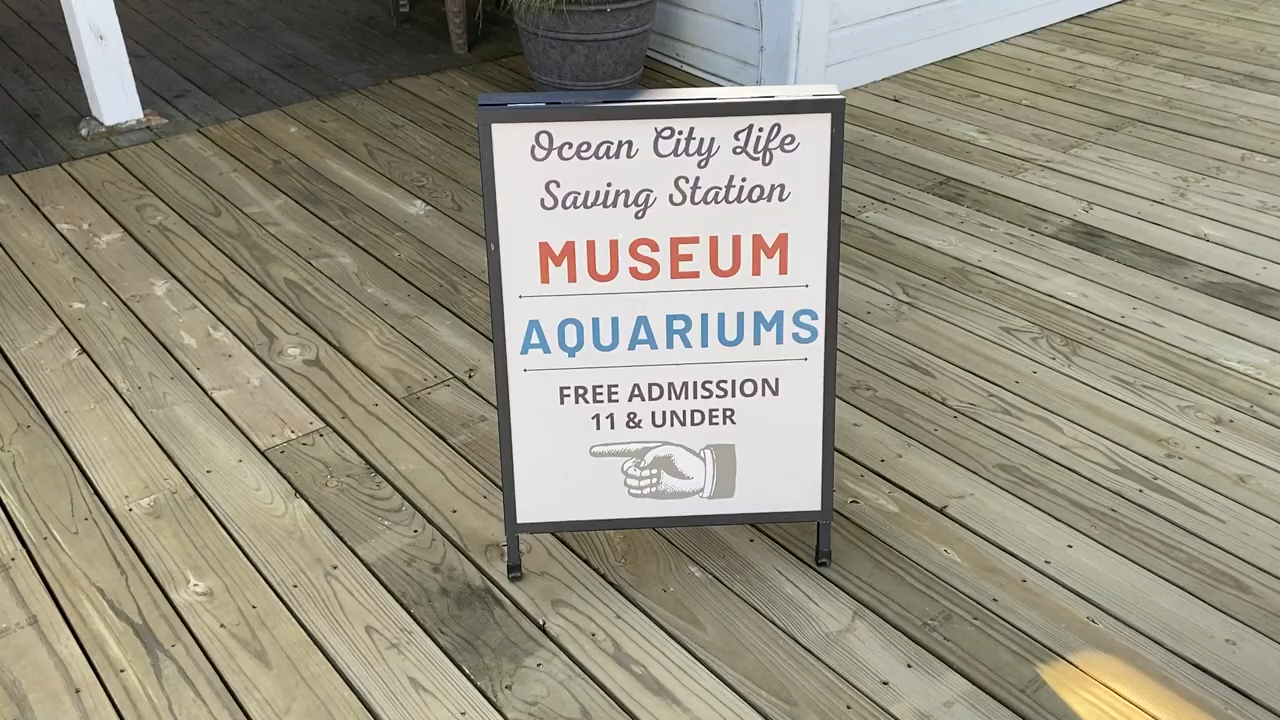 Ocean City Life
Saving Station
MUSEUM
AQUARIUMS
FREE ADMISSION
11 & UNDER